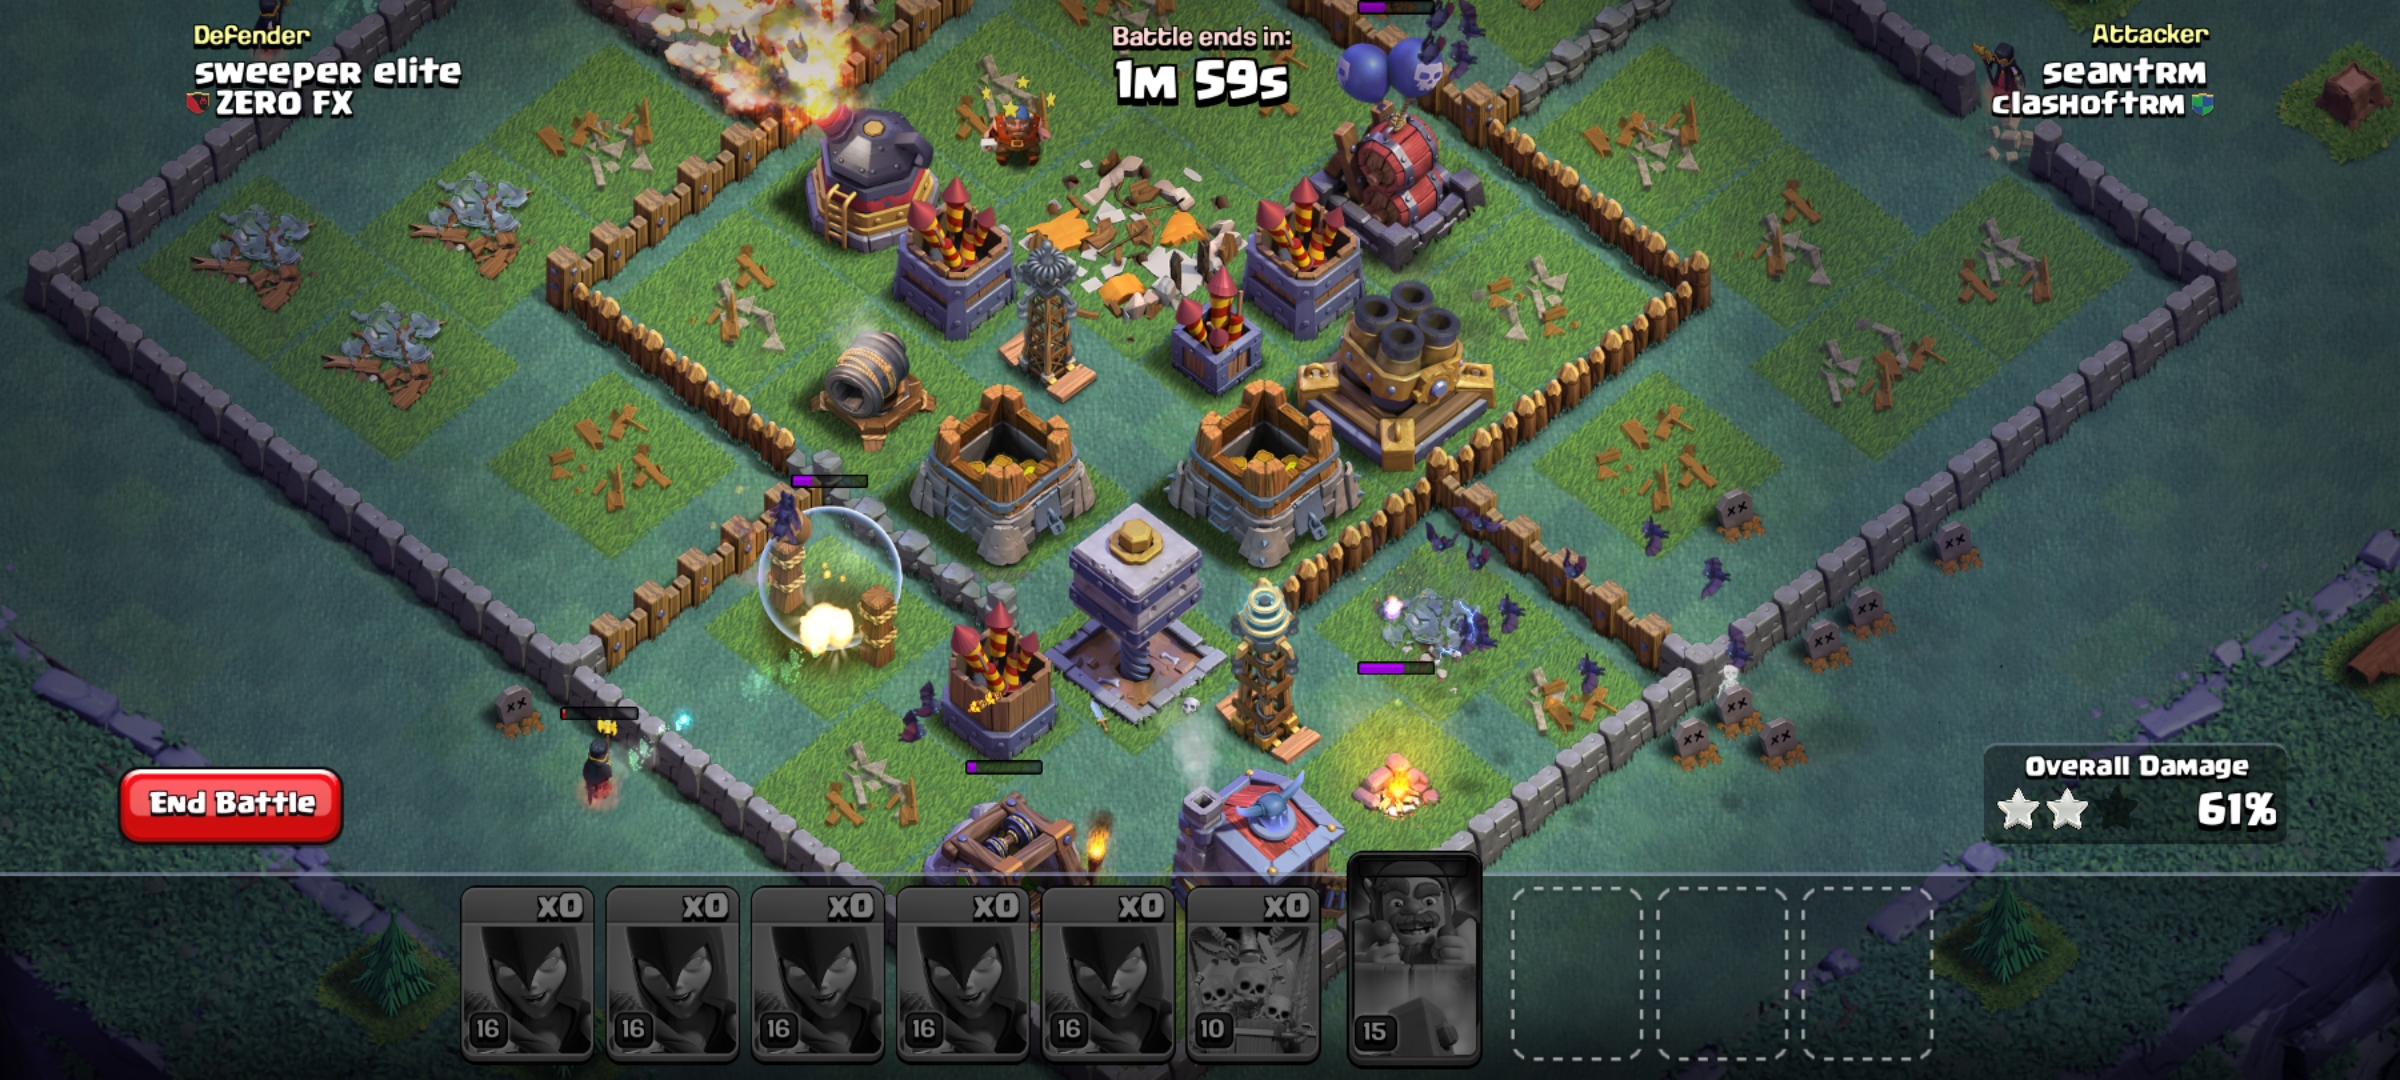 Defender
sweeper elite
ZERO FX
Battle ends in:
1M 59s
Attacker
seantRM
clashoftRM
End Battle
Overall Damage
61%
x0
x0
x0
x0
x0
x0
16
16
16
16
16
10
15